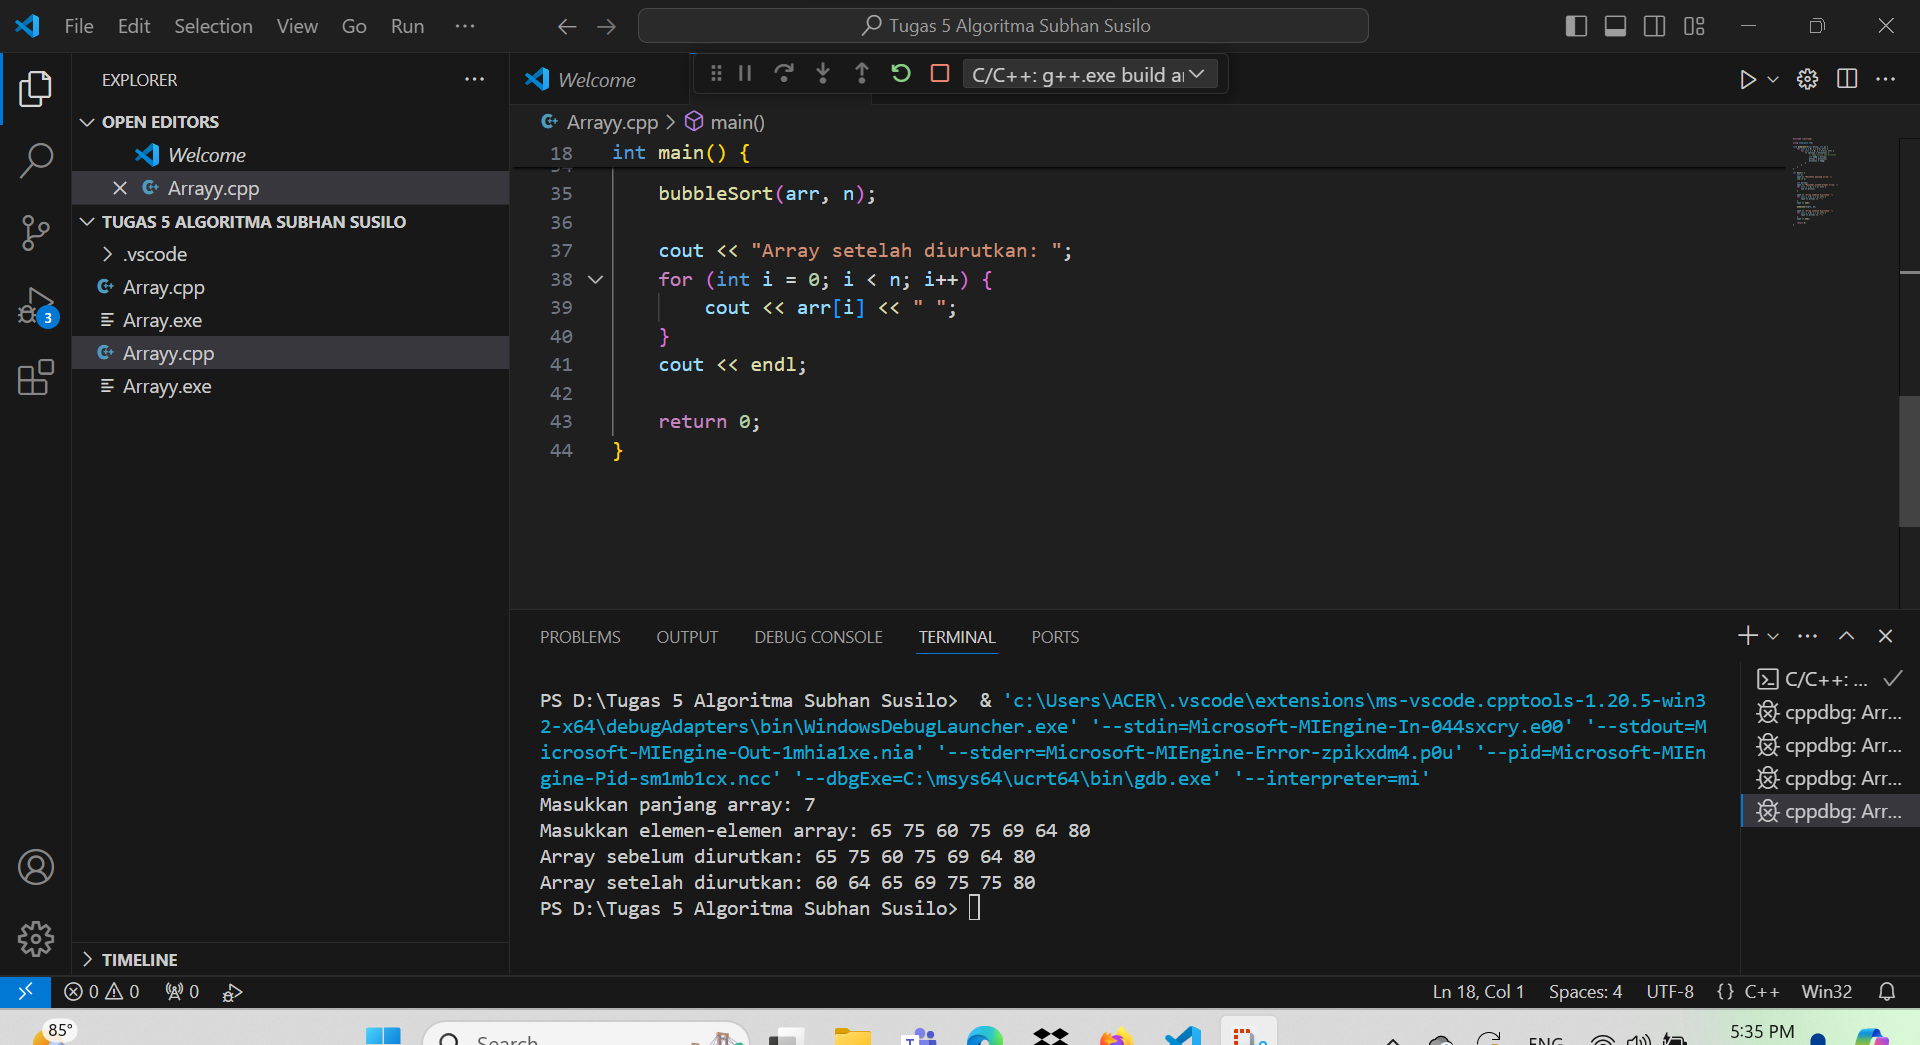 File Edit Selection View Go Run ...
Tugas 5 Algoritma Subhan Susilo
EXPLORER
OPEN EDITORS
Welcome
Arrayy.cpp
TUGAS 5 ALGORITMA SUBHAN SUSILO
.vscode
Array.cpp
Array.exe
Arrayy.cpp
Arrayy.exe
3
TIMELINE
Welcome
C/C++: g++.exe build a
Arrayy.cpp > main()
18 int main() {
35 bubbleSort(arr, n);
36
37 cout << "Array setelah diurutkan: ";
38 for (int i = 0; i < n; i++) {
39 cout << arr[i] << " ";
40 }
41 cout << endl;
42
43 return 0;
44 }
PROBLEMS OUTPUT DEBUG CONSOLE TERMINAL PORTS
PS D:\Tugas 5 Algoritma Subhan Susilo>  & 'c:\Users\ACER\.vscode\extensions\ms-vscode.cpptools-1.20.5-win3
2-x64\debugAdapters\bin\WindowsDebugLauncher.exe' '--stdin=Microsoft-MIEngine-In-044sxcry.e00' '--stdout=M
icrosoft-MIEngine-Out-1mhia1xe.nia' '--stderr=Microsoft-MIEngine-Error-zpikxdm4.p0u' '--pid=Microsoft-MIEn
gine-Pid-sm1mb1cx.ncc' '--dbgExe=C:\msys64\ucrt64\bin\gdb.exe' '--interpreter=mi'
Masukkan panjang array: 7
Masukkan elemen-elemen array: 65 75 60 75 69 64 80
Array sebelum diurutkan: 65 75 60 75 69 64 80
Array setelah diurutkan: 60 64 65 69 75 75 80
PS D:\Tugas 5 Algoritma Subhan Susilo>
C/C++: ...
cppdbg: Arr...
cppdbg: Arr...
cppdbg: Arr...
cppdbg: Arr...
0 0 0
Ln 18, Col 1 Spaces: 4 UTF-8 {} C++ Win32
85°
Search
ENG
5:35 PM